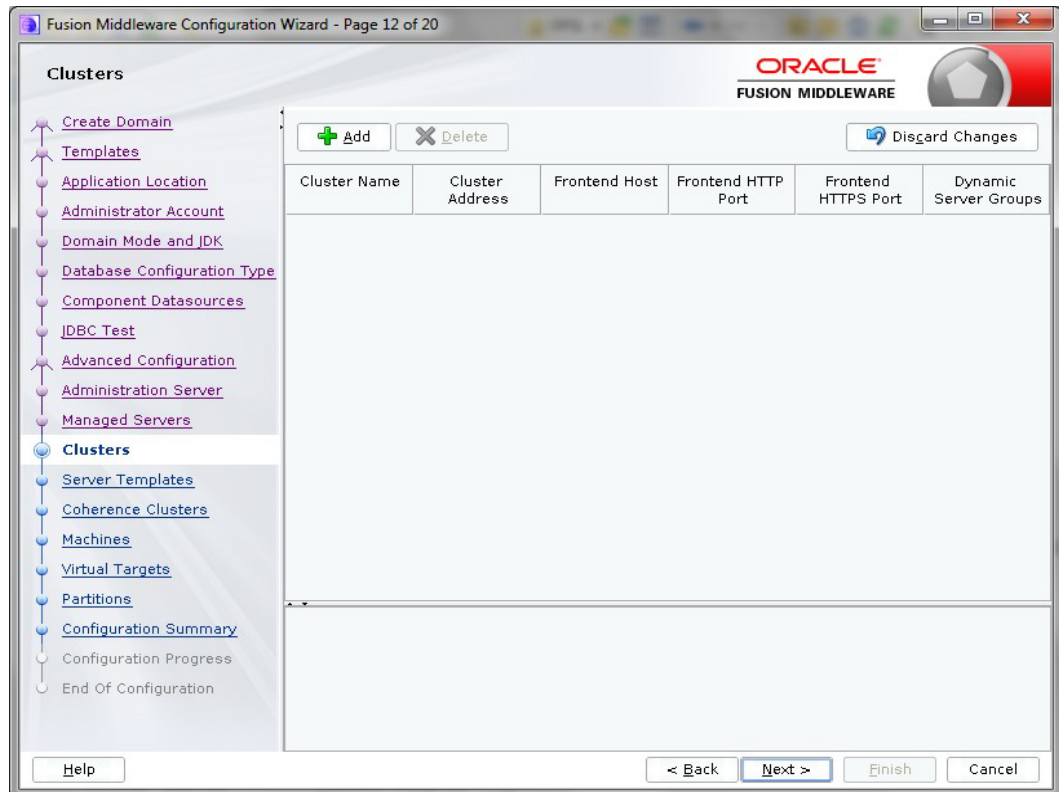 Fusion Middleware Configuration Wizard - Page 12 of 20
Clusters
ORACLE
FUSION MIDDLEWARE
Create Domain
Templates
Application Location
Administrator Account
Domain Mode and JDK
Database Configuration Type
Component Datasources
JDBC Test
Advanced Configuration
Administration Server
Managed Servers
Clusters
Server Templates
Coherence Clusters
Machines
Virtual Targets
Partitions
Configuration Summary
Configuration Progress
End Of Configuration
Add Delete Discard Changes
Cluster Name Cluster Address Frontend Host Frontend HTTP Port Frontend HTTPS Port Dynamic Server Groups
Help < Back Next > Finish Cancel